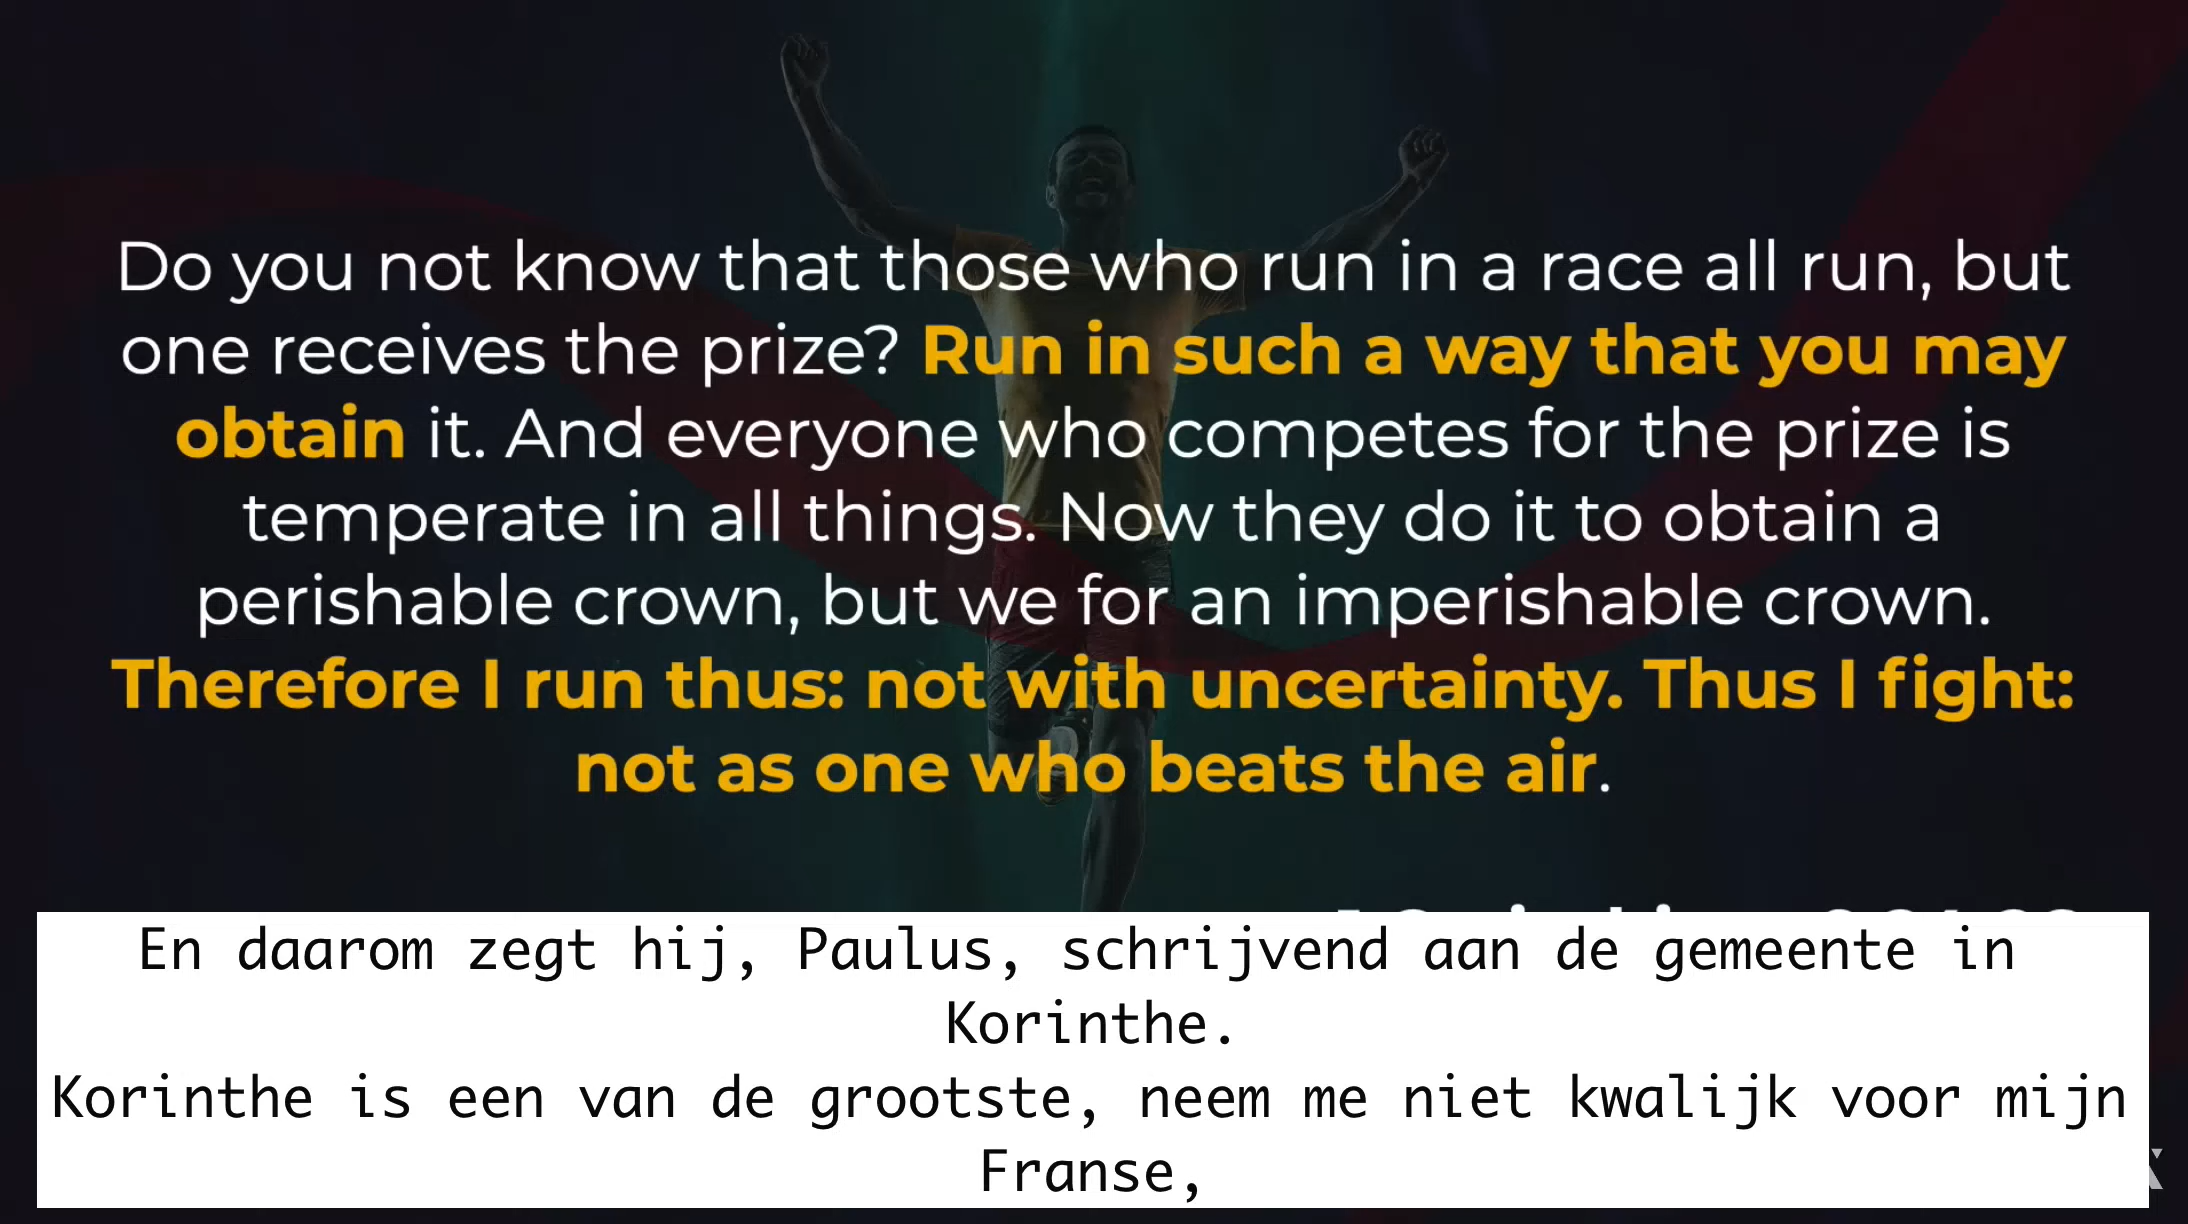 Do you not know that those who run in a race all run, but
one receives the prize? Run in such a way that you may
obtain it. And everyone who competes for the prize is
temperate in all things. Now they do it to obtain a
perishable crown, but we for an imperishable crown.
Therefore I run thus: not with uncertainty. Thus I fight:
not as one who beats the air.
En daarom zegt hij, Paulus, schrijvend aan de gemeente in
Korinthe.
Korinthe is een van de grootste, neem me niet kwalijk voor mijn
Franse,